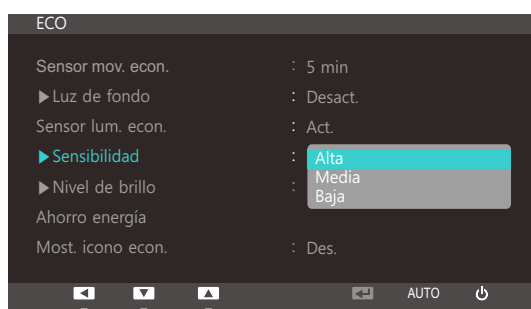 ECO
Sensor mov. econ. : 5 min
▶Luz de fondo : Desact.
Sensor lum. econ. : Act.
▶Sensibilidad : Alta
Media
▶Nivel de brillo : Baja
Ahorro energía
Most. icono econ. : Des.
AUTO